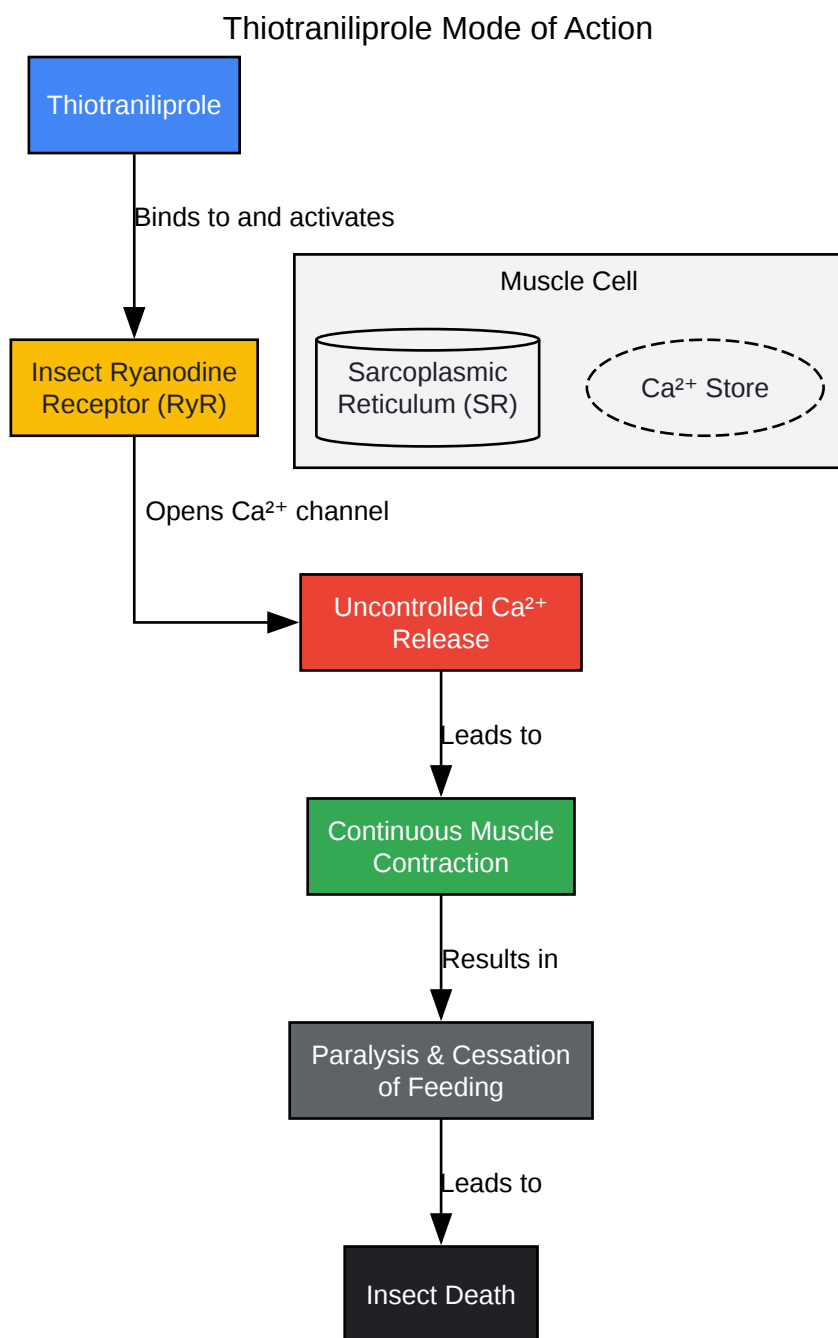 Thiotraniliprole Mode of Action
Thiotraniliprole
Binds to and activates
Muscle Cell
Insect Ryanodine
Receptor (RyR)
Sarcoplasmic
Reticulum (SR)
Ca²⁺ Store
Opens Ca²⁺ channel
Uncontrolled Ca²⁺
Release
Leads to
Continuous Muscle
Contraction
Results in
Paralysis & Cessation
of Feeding
Leads to
Insect Death